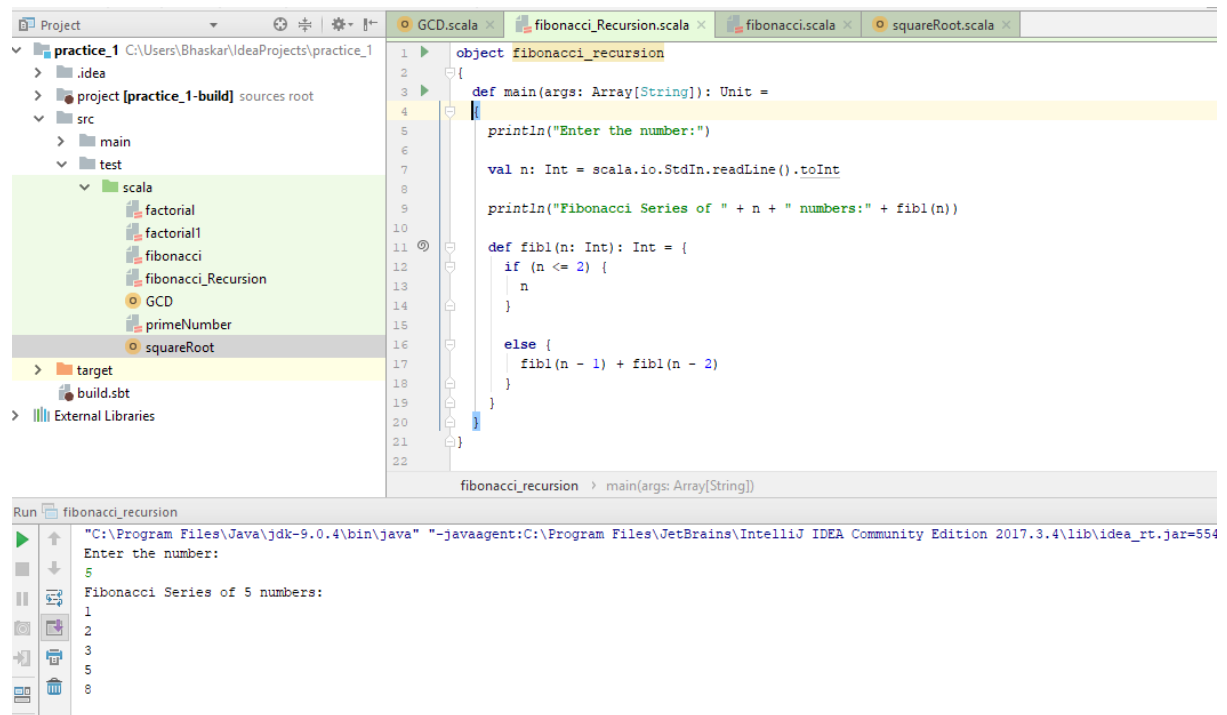 Project
practice_1 C:\Users\Bhaskar\IdeaProjects\practice_1
.idea
project [practice_1-build] sources root
src
main
test
scala
factorial
factorial1
fibonacci
fibonacci_Recursion
GCD
primeNumber
squareRoot
target
build.sbt
External Libraries
GCD.scala fibonacci_Recursion.scala fibonacci.scala squareRoot.scala
1 object fibonacci_recursion
2 {
3 def main(args: Array[String]): Unit =
4 {
5 println("Enter the number:")
6
7 val n: Int = scala.io.StdIn.readLine().toInt
8
9 println("Fibonacci Series of " + n + " numbers:" + fib1(n))
10
11 def fib1(n: Int): Int = {
12 if (n <= 2) {
13 n
14 }
15
16 else {
17 fib1(n - 1) + fib1(n - 2)
18 }
19 }
20 }
21 }
22
fibonacci_recursion > main(args: Array[String])
Run fibonacci_recursion
"C:\Program Files\Java\jdk-9.0.4\bin\java" "-javaagent:C:\Program Files\JetBrains\IntelliJ IDEA Community Edition 2017.3.4\lib\idea_rt.jar=554
Enter the number:
5
Fibonacci Series of 5 numbers:
1
2
3
5
8